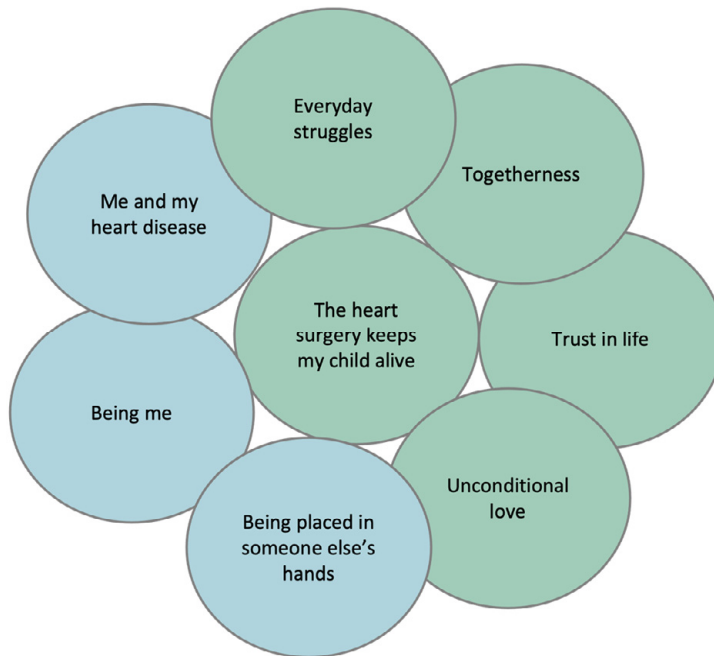 Everyday
struggles
Togetherness
Me and my
heart disease
The heart
surgery keeps
my child alive
Trust in life
Being me
Unconditional
love
Being placed in
someone else’s
hands